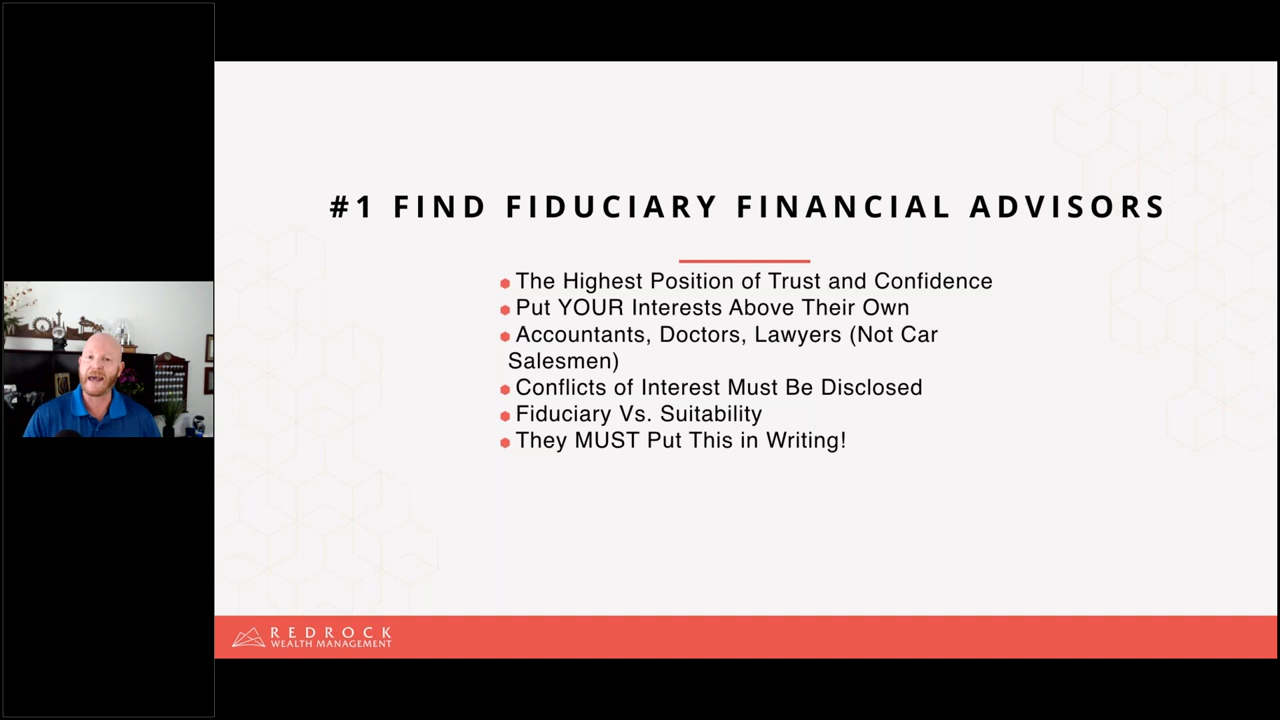 #1 FIND FIDUCIARY FINANCIAL ADVISORS
The Highest Position of Trust and Confidence
Put YOUR Interests Above Their Own
Accountants, Doctors, Lawyers (Not Car
Salesmen)
Conflicts of Interest Must Be Disclosed
Fiduciary Vs. Suitability
They MUST Put This in Writing!
REDROCK
WEALTH MANAGEMENT